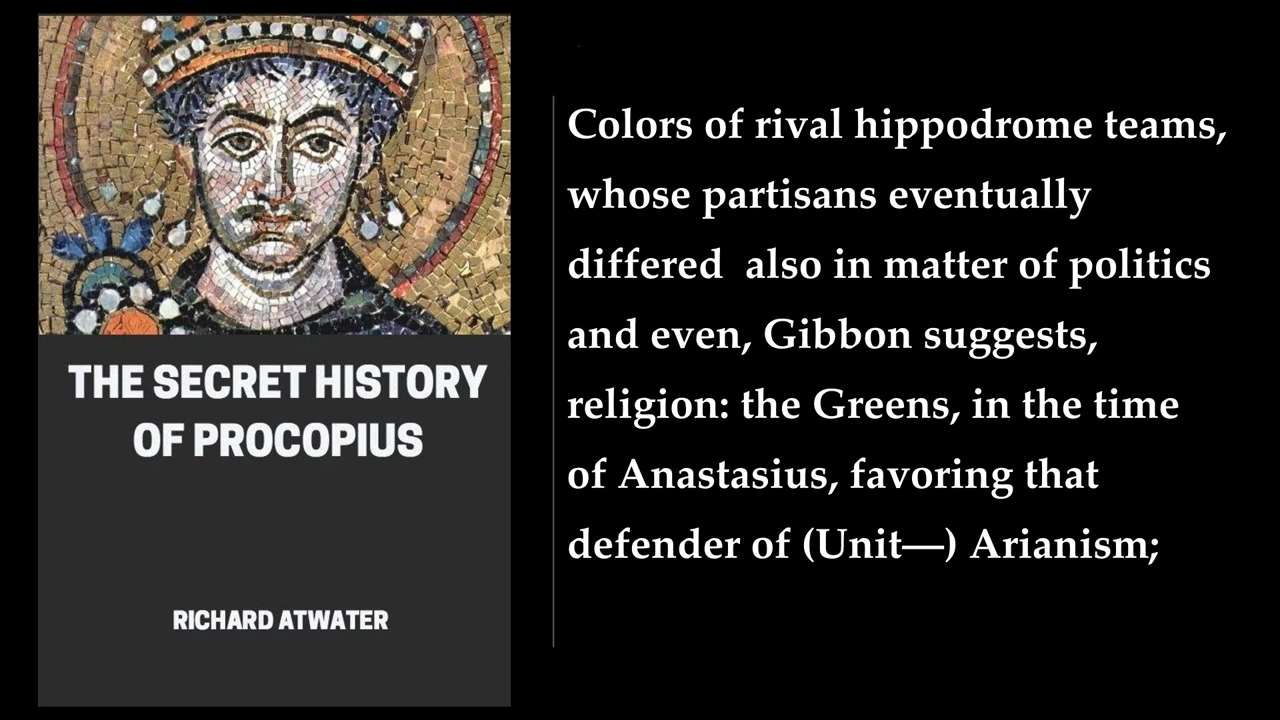 THE SECRET HISTORY
OF PROCOPIUS
RICHARD ATWATER
Colors of rival hippodrome teams,
whose partisans eventually
differed  also in matter of politics
and even, Gibbon suggests,
religion: the Greens, in the time
of Anastasius, favoring that
defender of (Unit—) Arianism;